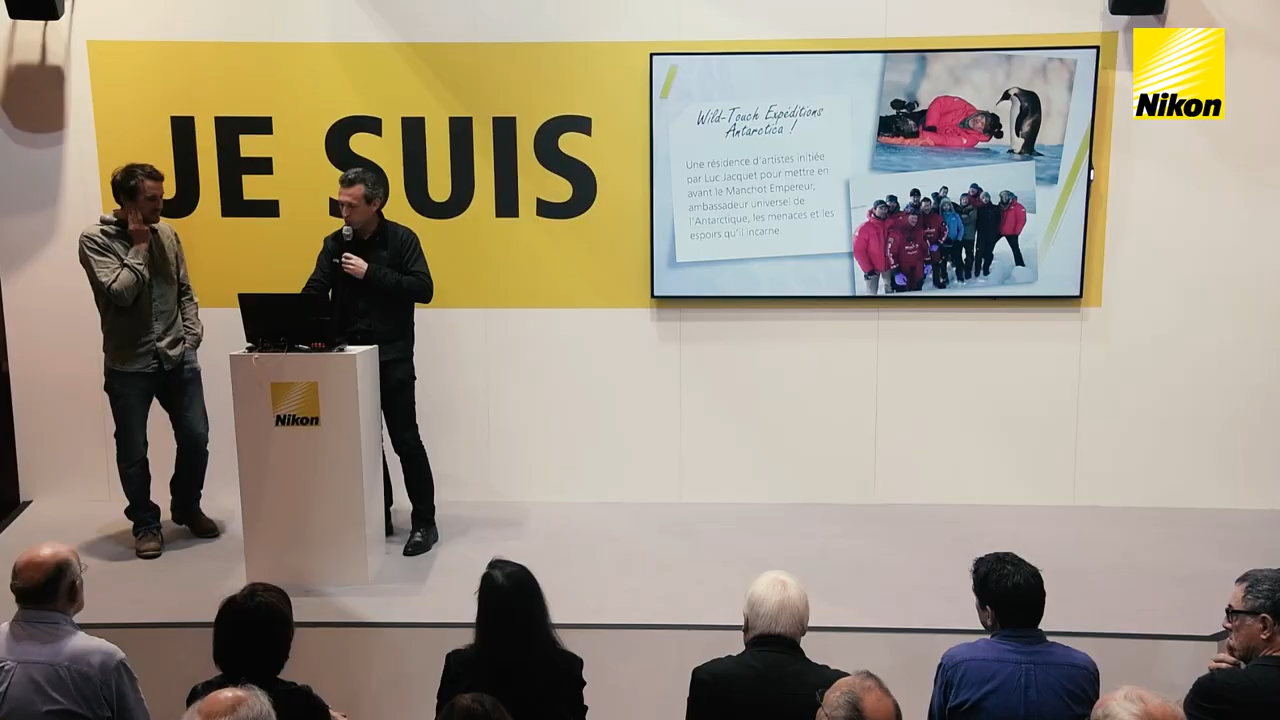 JE SUIS
Wild-Touch Expéditions
Antarctica !
Une résidence d'artistes initiée
par Luc Jacquet pour mettre en
avant le Manchot Empereur,
ambassadeur universel de
l'Antarctique, les menaces et les
espoirs qu'il incarne.
Nikon
Nikon